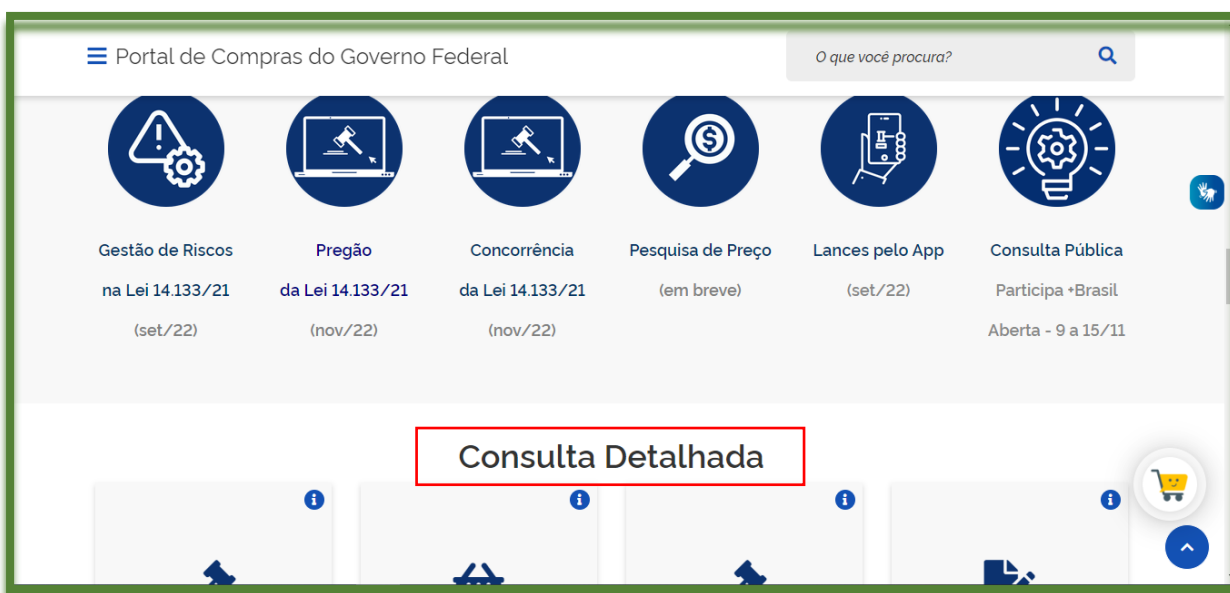 Portal de Compras do Governo Federal
O que você procura?
Gestão de Riscos
na Lei 14.133/21
(set/22)
Pregão
da Lei 14.133/21
(nov/22)
Concorrência
da Lei 14.133/21
(nov/22)
Pesquisa de Preço
(em breve)
Lances pelo App
(set/22)
Consulta Pública
Participa +Brasil
Aberta - 9 a 15/11
Consulta Detalhada